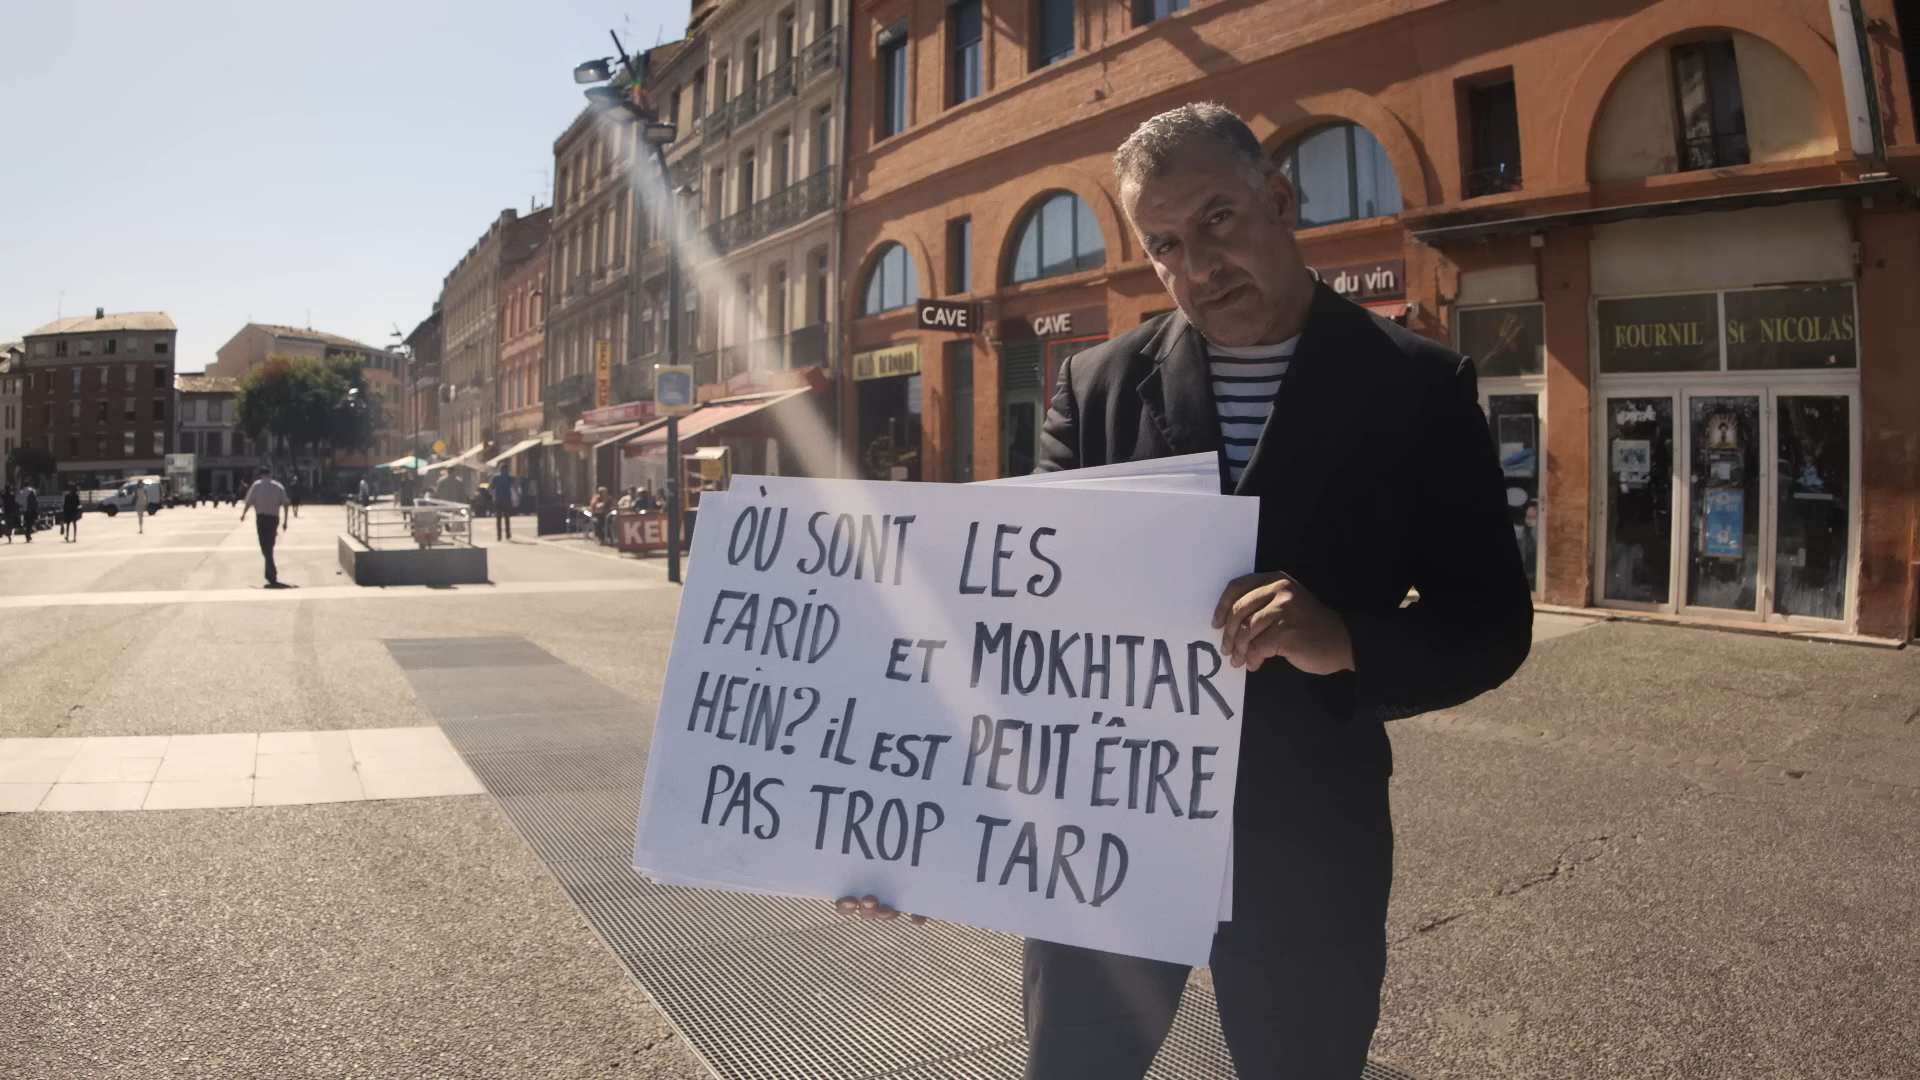 OÙ SONT LES
FARiD ET MOKHTAR
HEiN? iL EST PEUT ÊTRE
PAS TROP TARD
CAVE
CAVE
du vin
FOURNIL St NICOLAS
KE